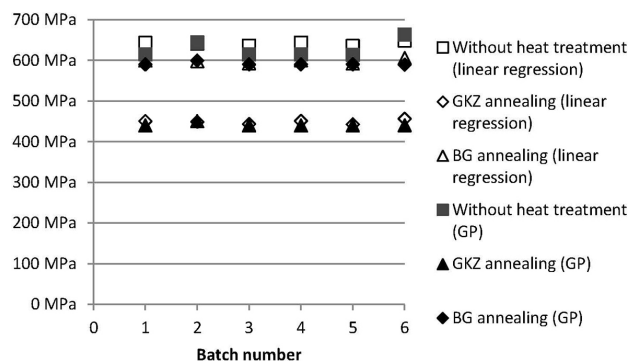 700 MPa
600 MPa
500 MPa
400 MPa
300 MPa
200 MPa
100 MPa
0 MPa
0 1 2 3 4 5 6
Batch number
Without heat treatment
(linear regression)
GKZ annealing (linear
regression)
BG annealing (linear
regression)
Without heat treatment
(GP)
GKZ annealing (GP)
BG annealing (GP)